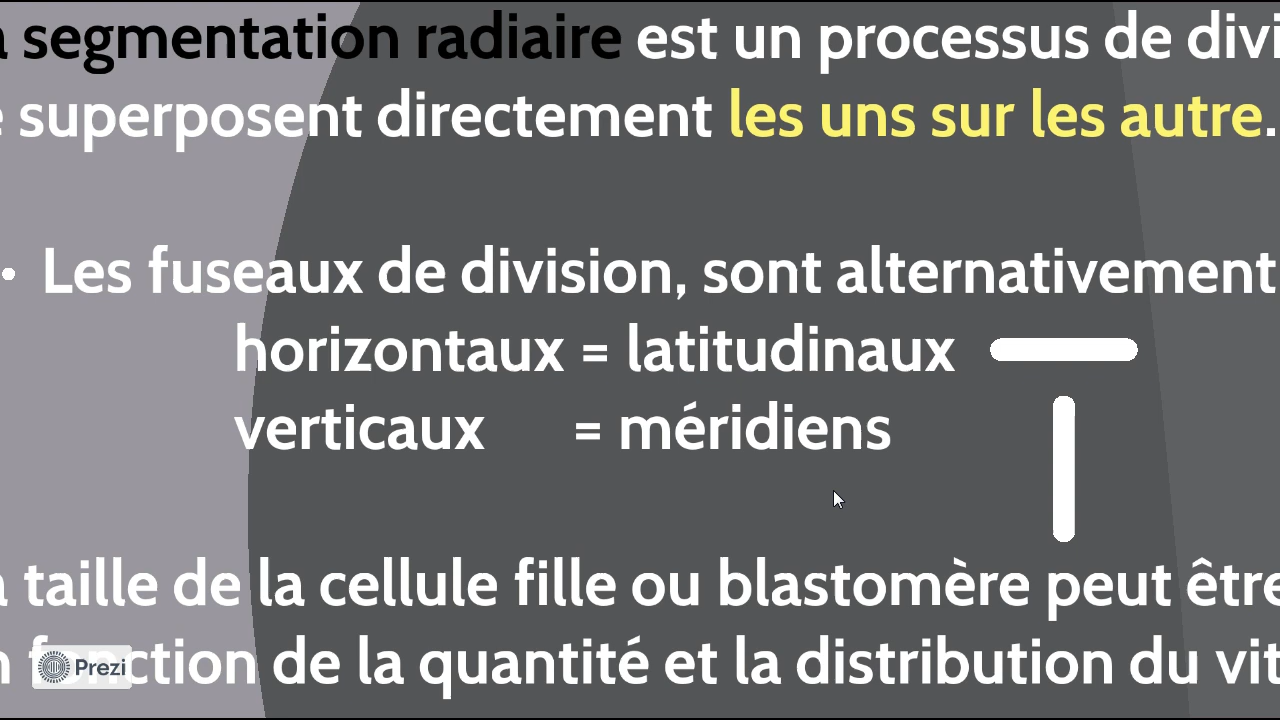 segmentation radiaire est un processus de divi
superposent directement les uns sur les autre.
· Les fuseaux de division, sont alternativement
horizontaux = latitudinaux
verticaux = méridiens
taille de la cellule fille ou blastomère peut être
fonction de la quantité et la distribution du vit
Prezi